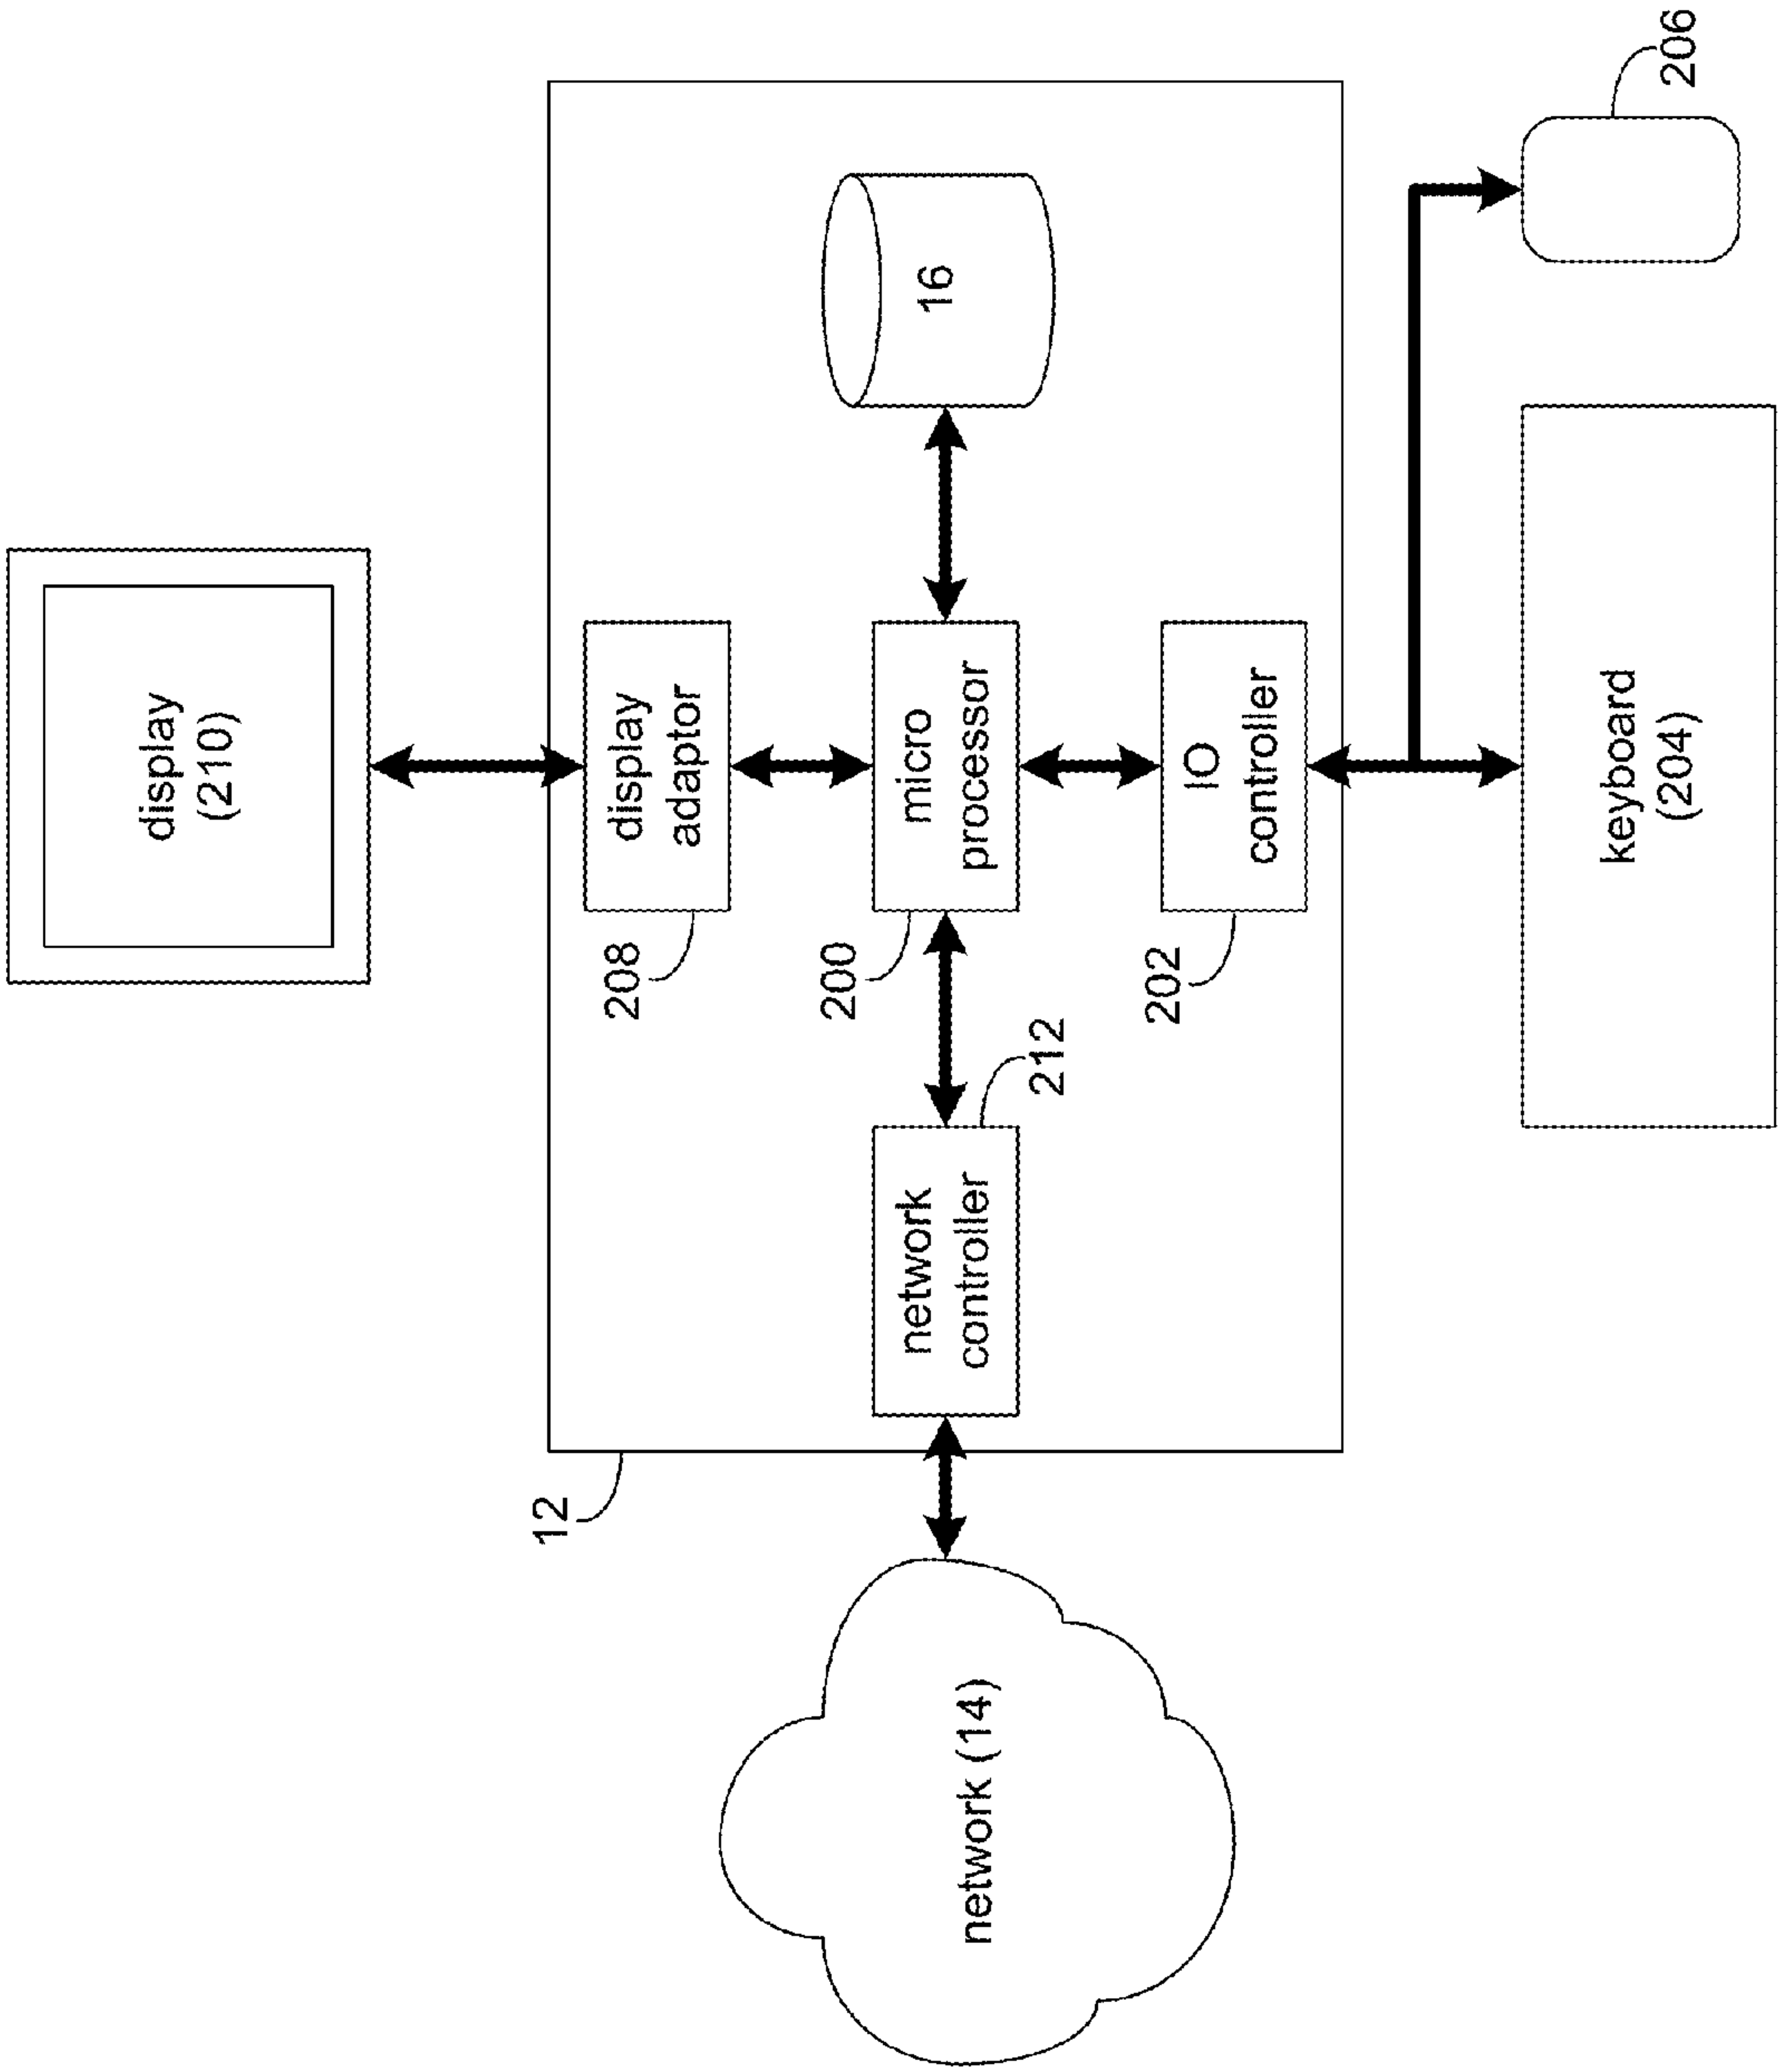 display
(210)
display
adaptor
208
micro
processor
200
16
network
controller
212
12
network (14)
IO
controller
202
keyboard
(204)
206